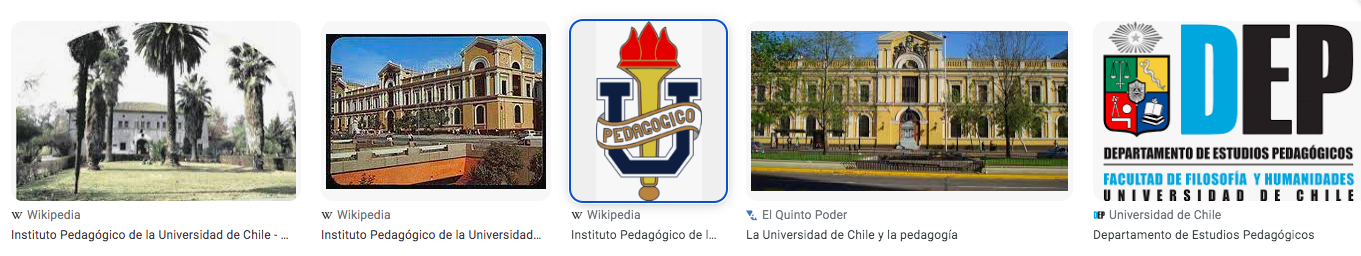 PEDAGOGICO
DEP
DEPARTAMENTO DE ESTUDIOS PEDAGÓGICOS
FACULTAD DE FILOSOFÍA Y HUMANIDADES
UNIVERSIDAD DE CHILE
W Wikipedia
Instituto Pedagógico de la Universidad de Chile - ...
W Wikipedia
Instituto Pedagógico de la Universidad...
W Wikipedia
Instituto Pedagógico de l...
El Quinto Poder
La Universidad de Chile y la pedagogía
DEP Universidad de Chile
Departamento de Estudios Pedagógicos